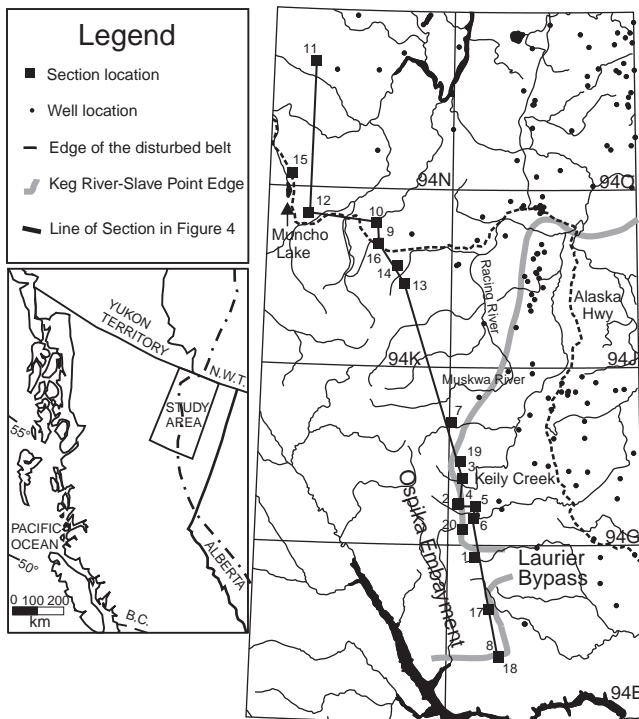 Legend
Section location
Well location
Edge of the disturbed belt
Keg River-Slave Point Edge
Line of Section in Figure 4
YUKON
TERRITORY
N.W.T.
STUDY
AREA
55°
PACIFIC
OCEAN
50°
ALBERTA
B.C.
0 100 200
km
11
15
94N
94O
12
10
9
Muncho
Lake
16
14
13
Racing River
Alaska
Hwy
94K
94J
Muskwa River
7
19
3
Keily Creek
2
4
5
6
20
94G
Ospika Embayment
1
Laurier
Bypass
17
8
18
94B